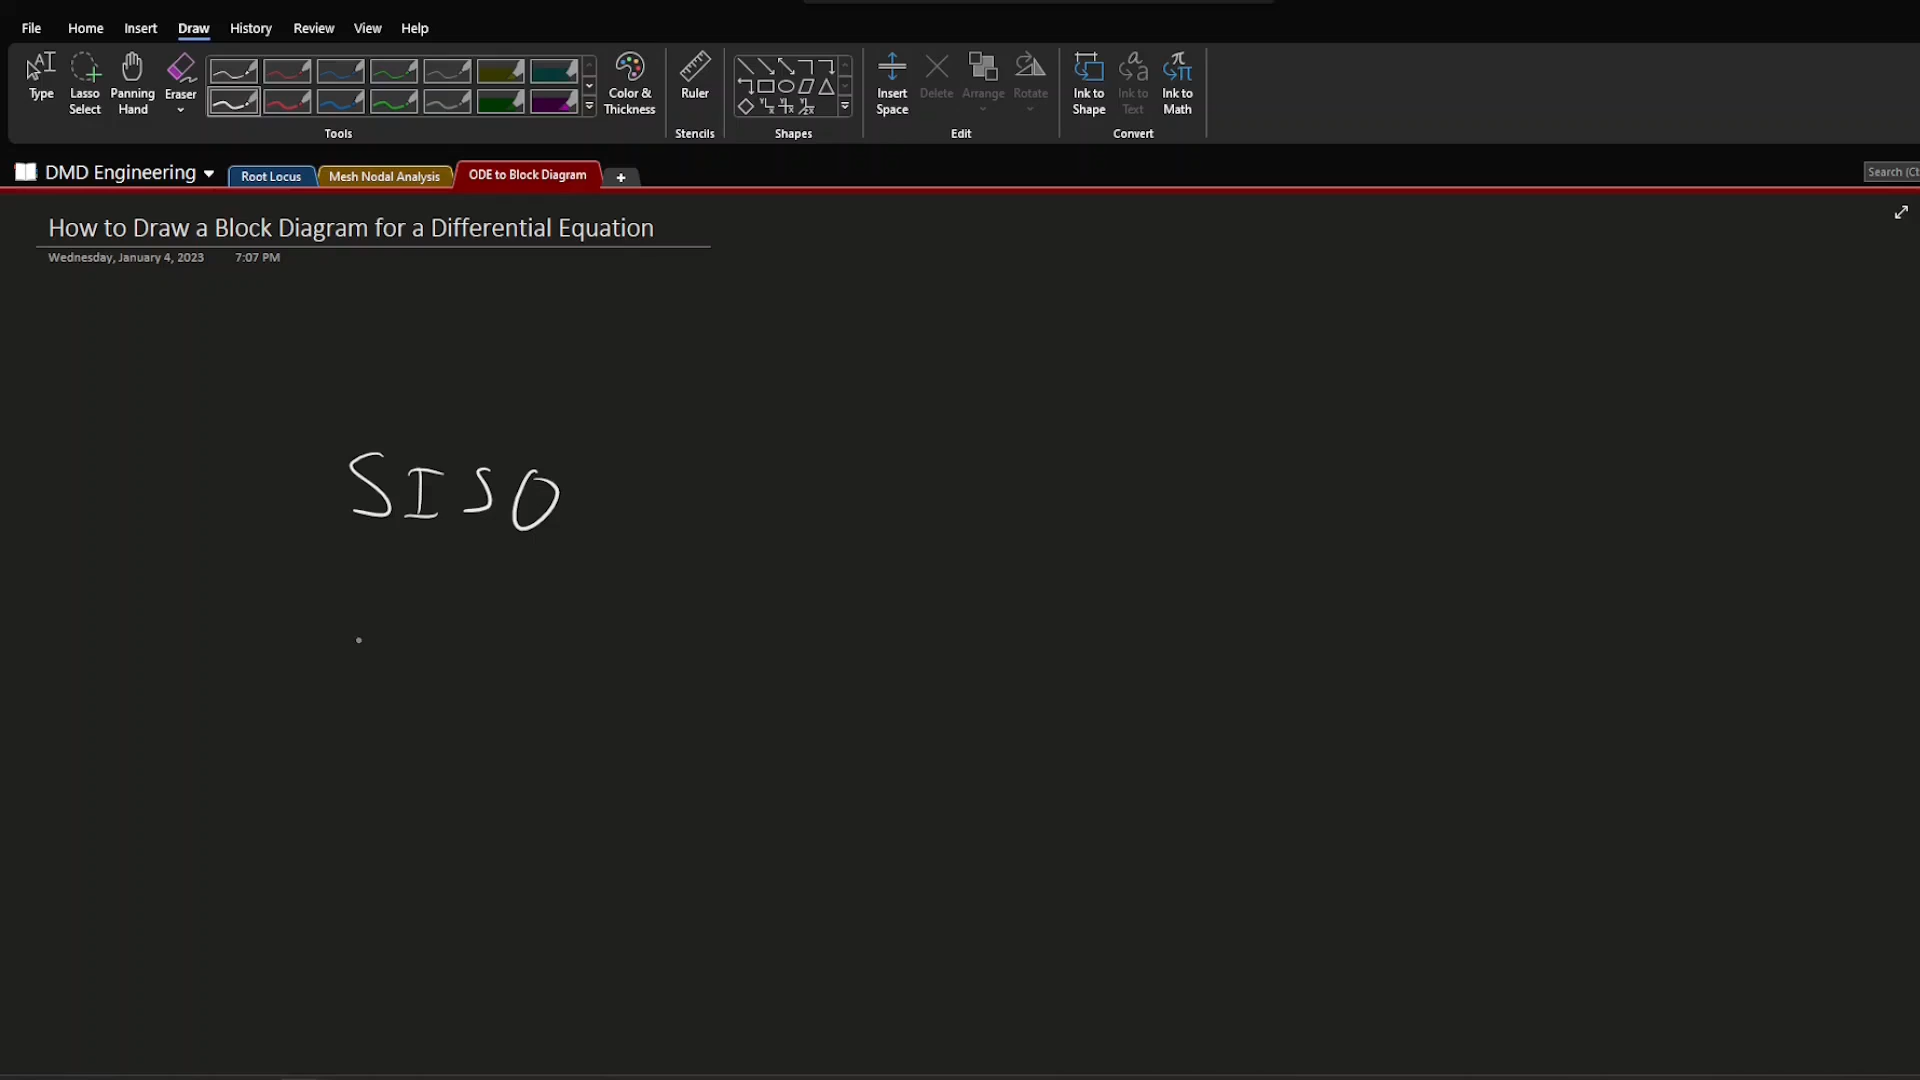 File Home Insert Draw History Review View Help
Type Lasso Select Panning Hand Eraser Color & Thickness Ruler Insert Space Delete Arrange Rotate Ink to Shape Ink to Text Ink to Math
Tools Stencils Shapes Edit Convert
DMD Engineering Root Locus Mesh Nodal Analysis ODE to Block Diagram + Search (Ct
How to Draw a Block Diagram for a Differential Equation
Wednesday, January 4, 2023 7:07 PM
SISO